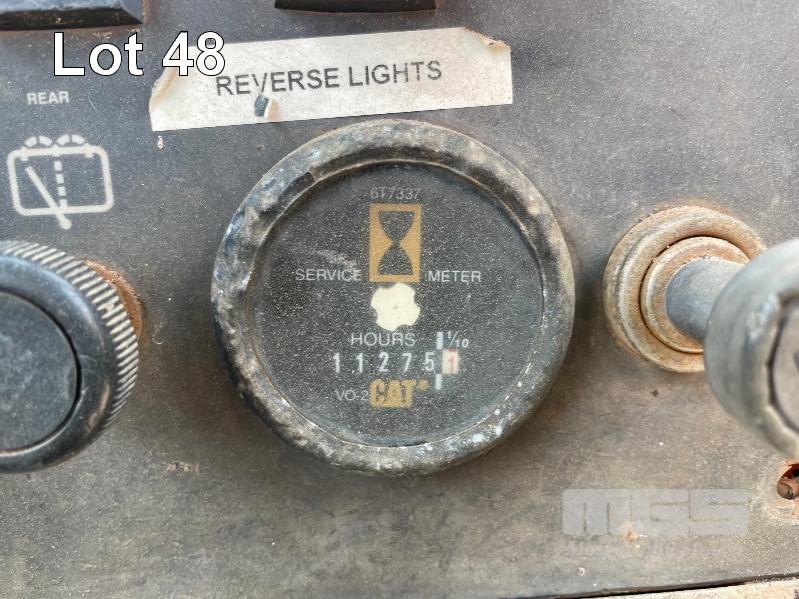 Lot 48
REVERSE LIGHTS
REAR
6T7337
SERVICE METER
HOURS 1/10
112751
VO-2 CAT®
MGS